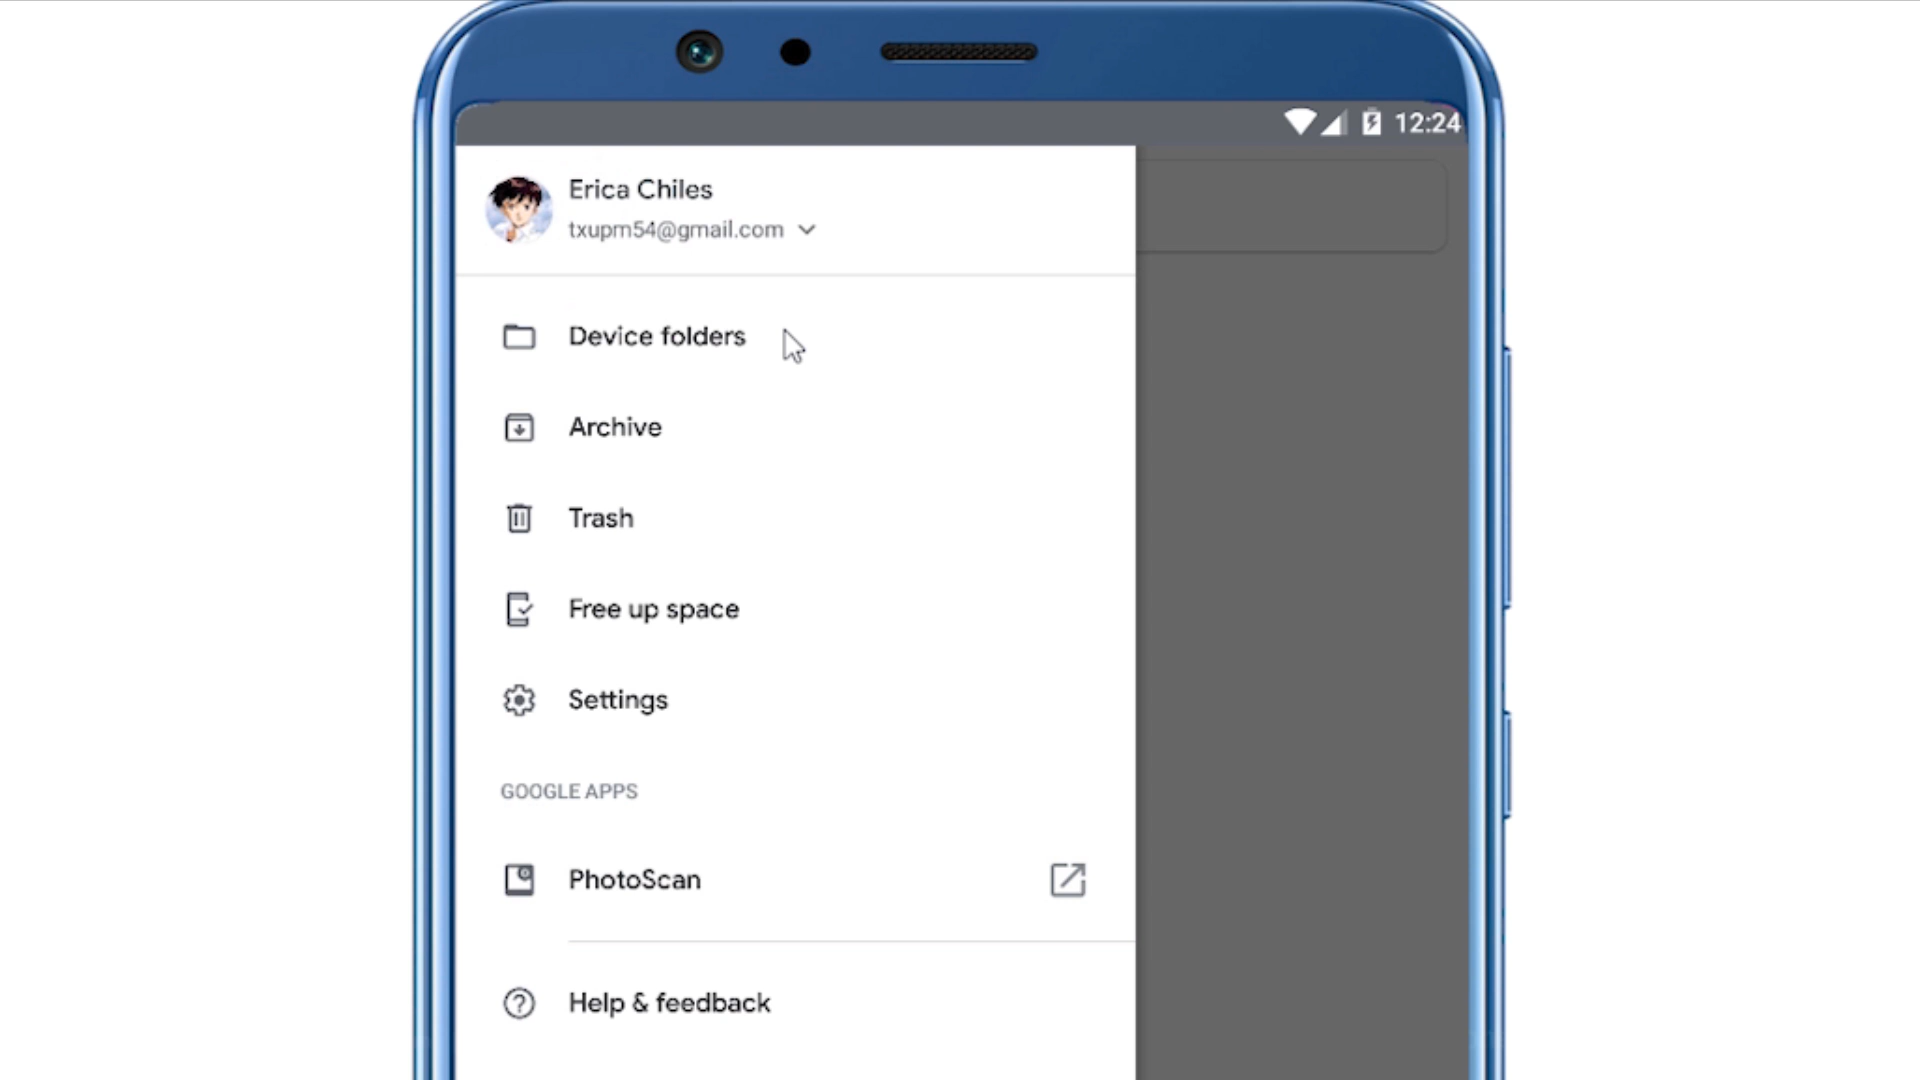 12:24
Erica Chiles
txupm54@gmail.com
Device folders
Archive
Trash
Free up space
Settings
GOOGLE APPS
PhotoScan
Help & feedback